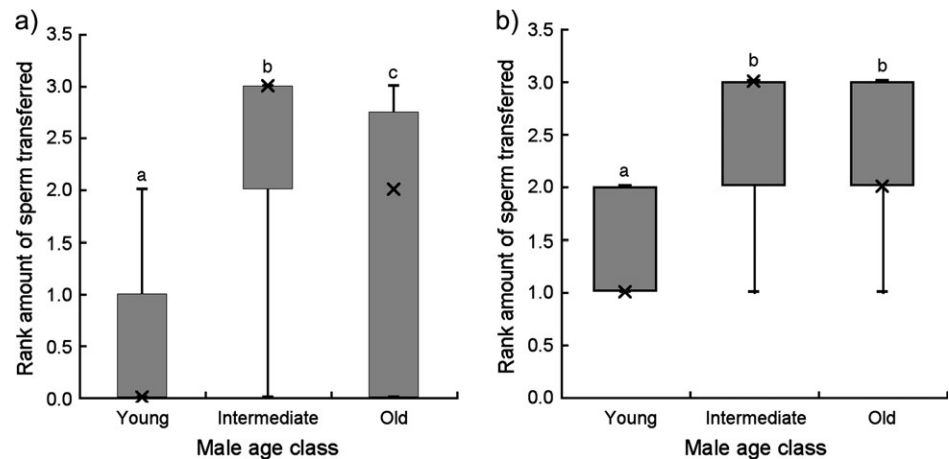 a)
Rank amount of sperm transferred
3.5
3.0
2.5
2.0
1.5
1.0
0.5
0.0
a
b
c
Young Intermediate Old
Male age class
b)
Rank amount of sperm transferred
3.5
3.0
2.5
2.0
1.5
1.0
0.5
0.0
a
b
b
Young Intermediate Old
Male age class